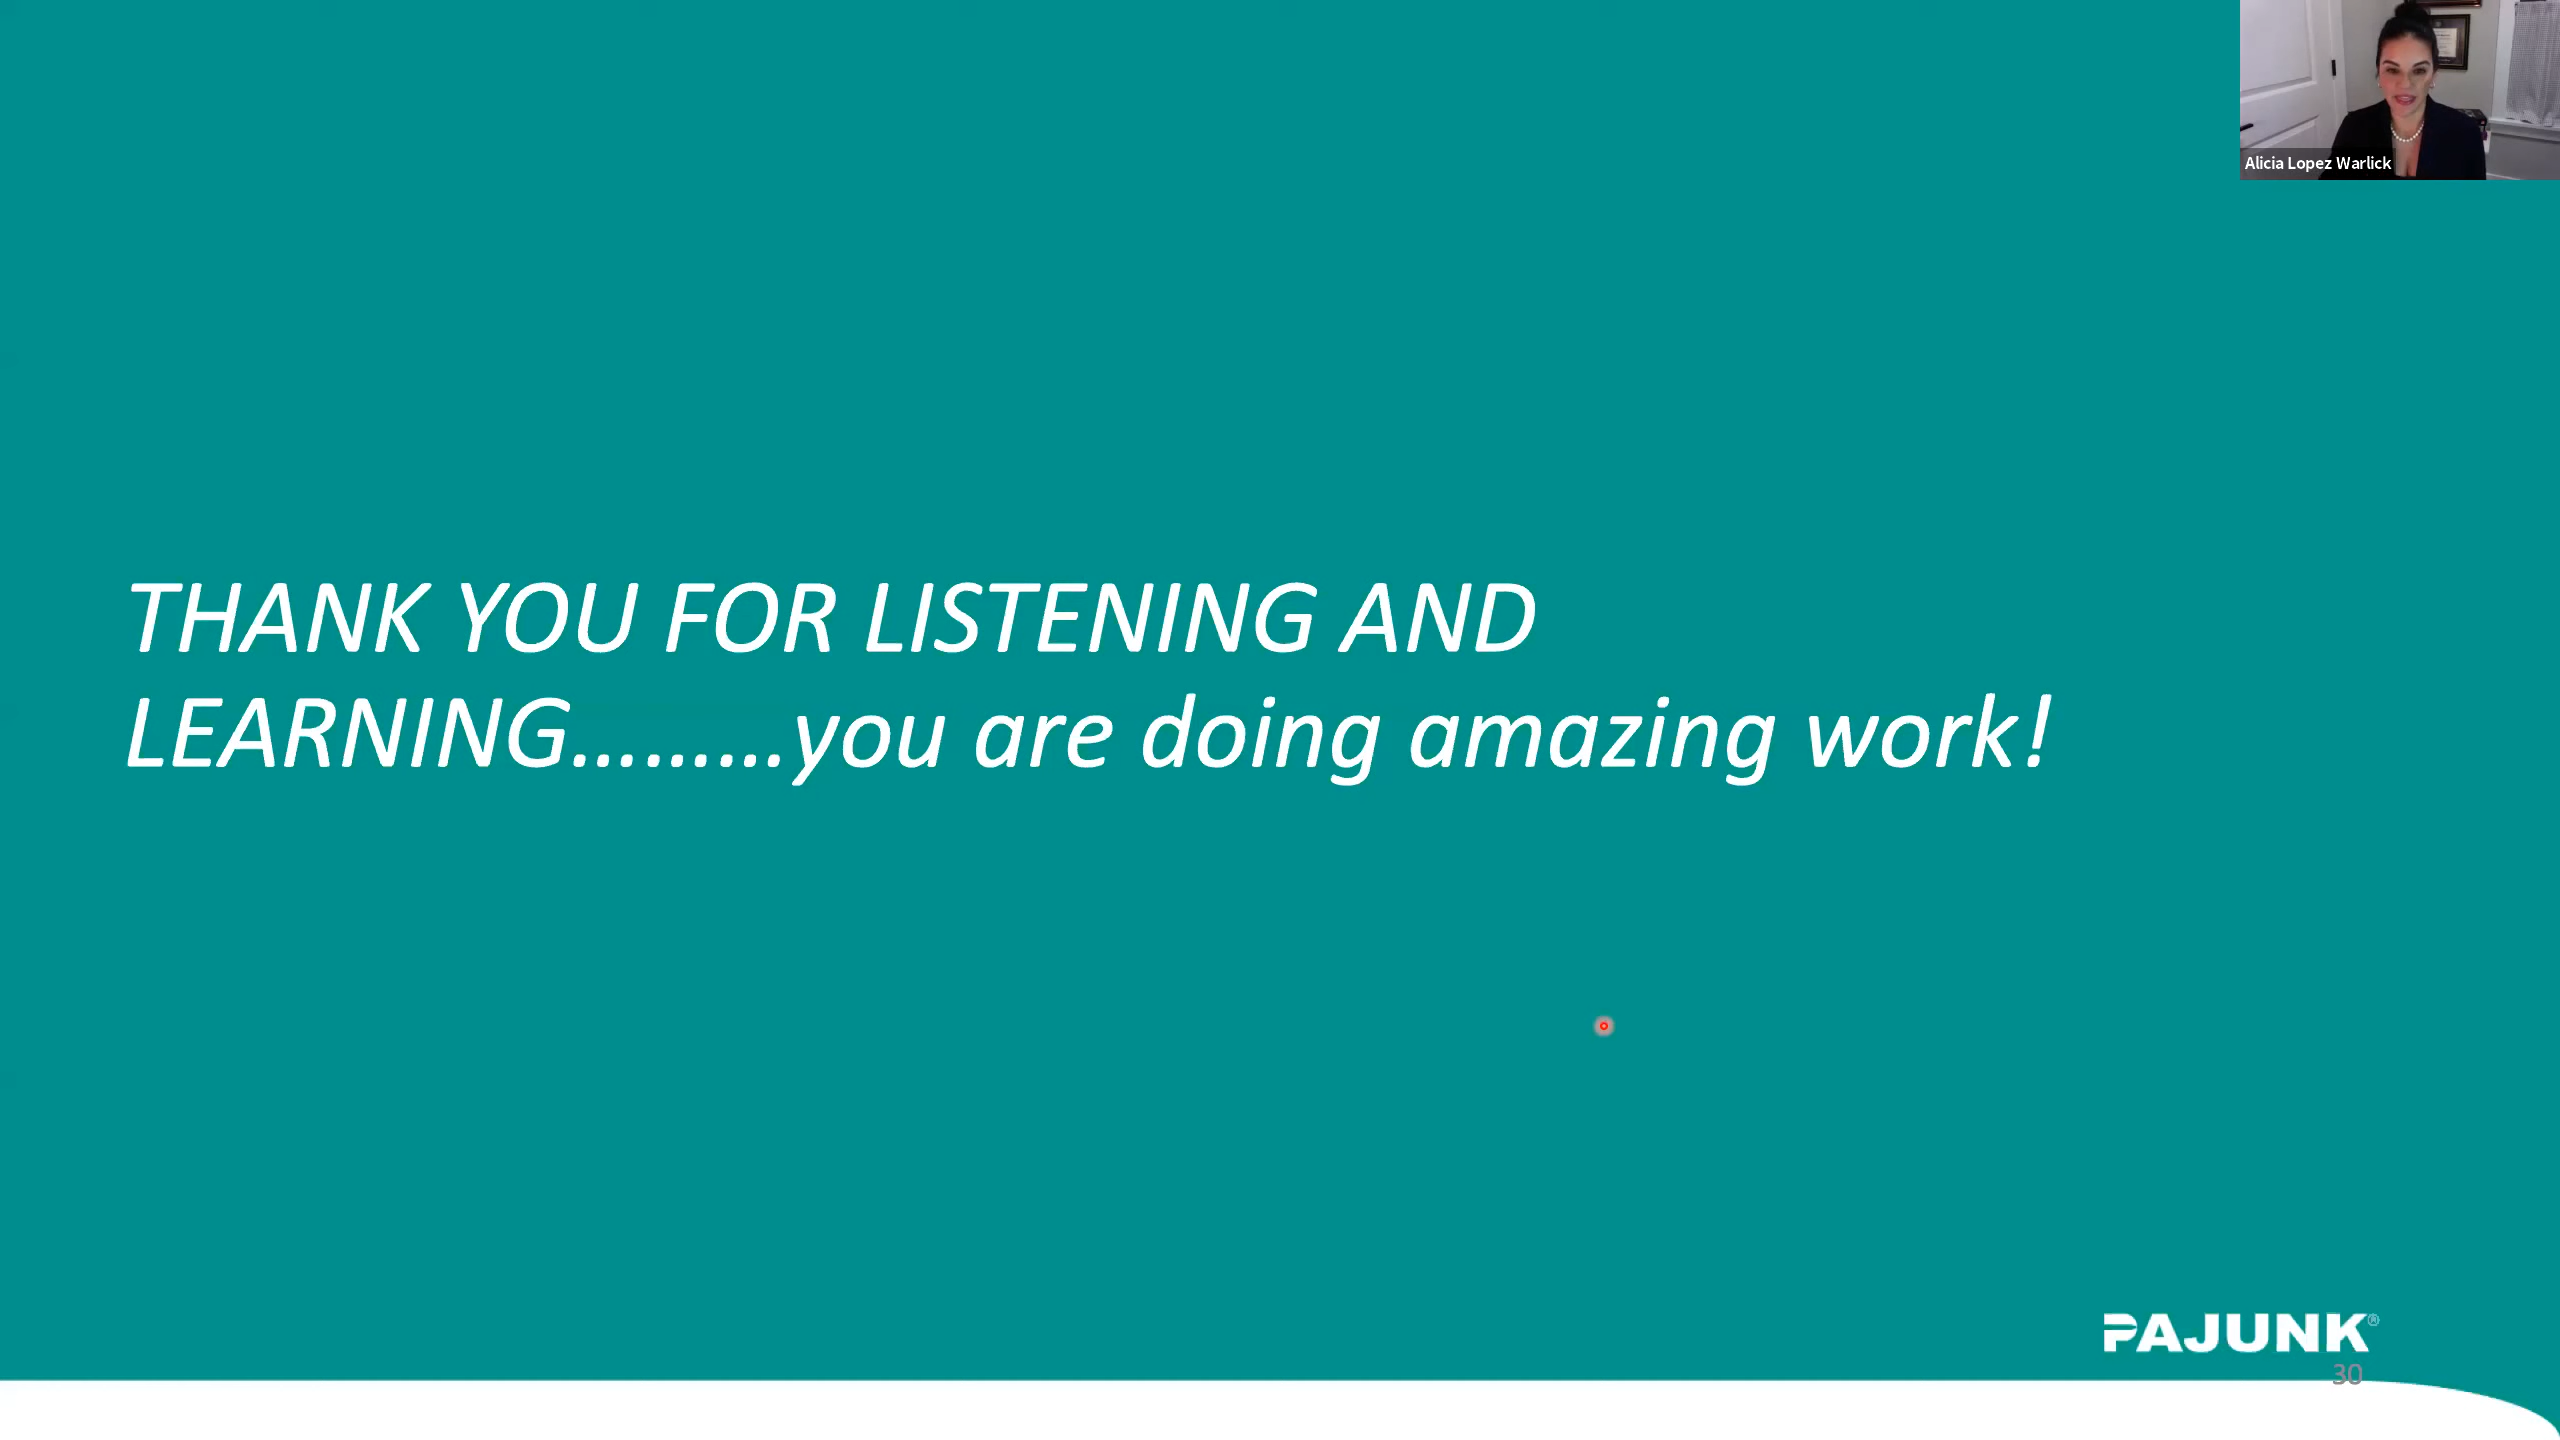 Alicia Lopez Warlick
THANK YOU FOR LISTENING AND
LEARNING.........you are doing amazing work!
PAJUNK®
30